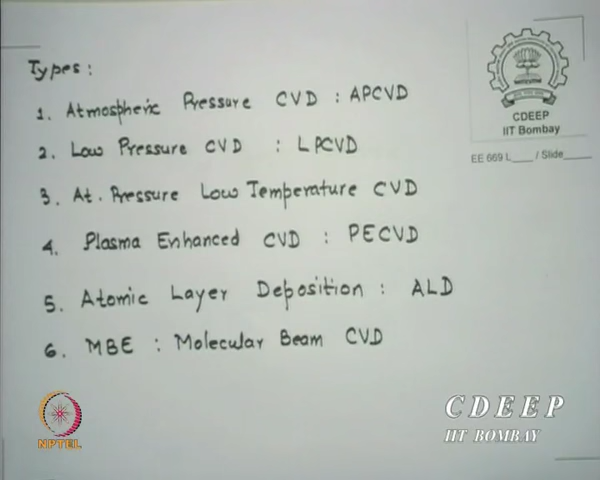 Types :
1. Atmospheric Pressure CVD : APCVD
2. Low Pressure CVD : LPCVD
3. At. Pressure Low Temperature CVD
4. Plasma Enhanced CVD : PECVD
5. Atomic Layer Deposition : ALD
6. MBE : Molecular Beam CVD
CDEEP
IIT Bombay
EE 669 L___ / Slide____
NPTEL
CDEEP
IIT BOMBAY